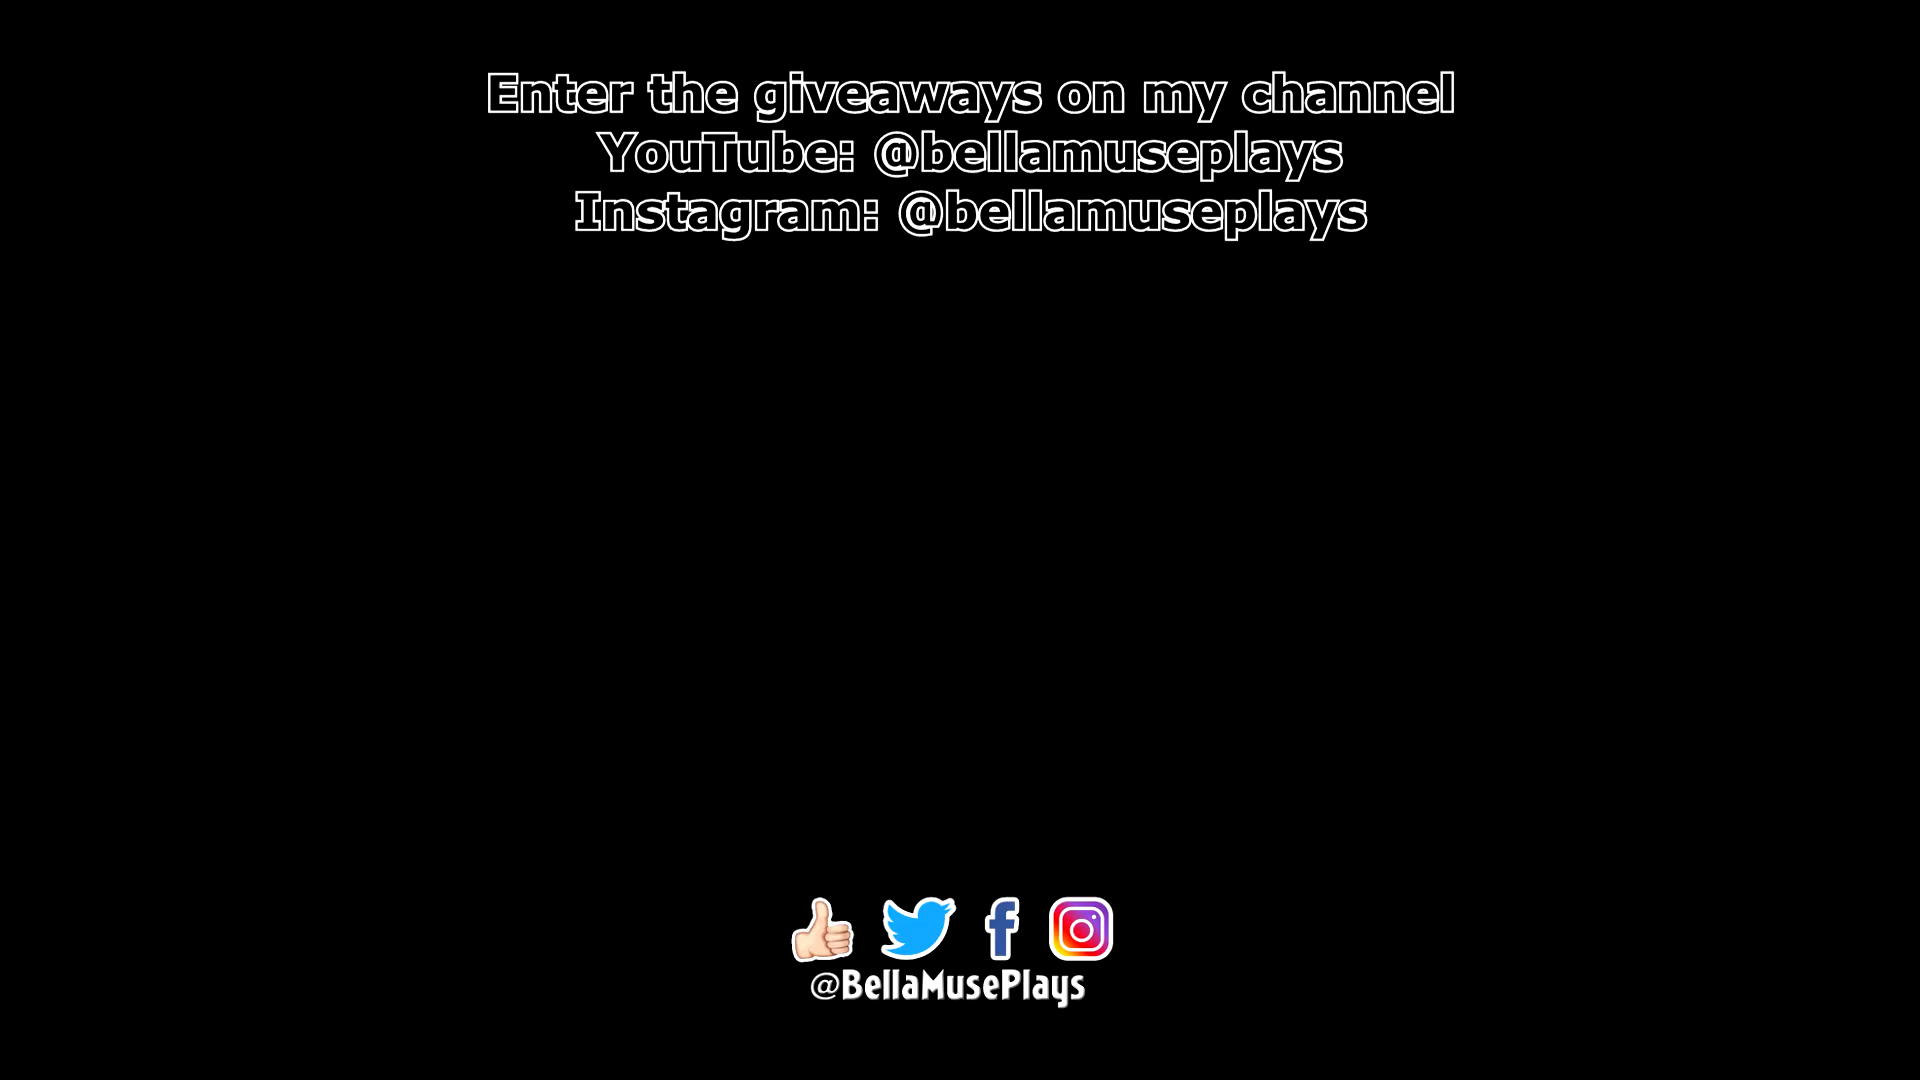 Enter the giveaways on my channel
YouTube: @bellamuseplays
Instagram: @bellamuseplays
@BellaMusePlays